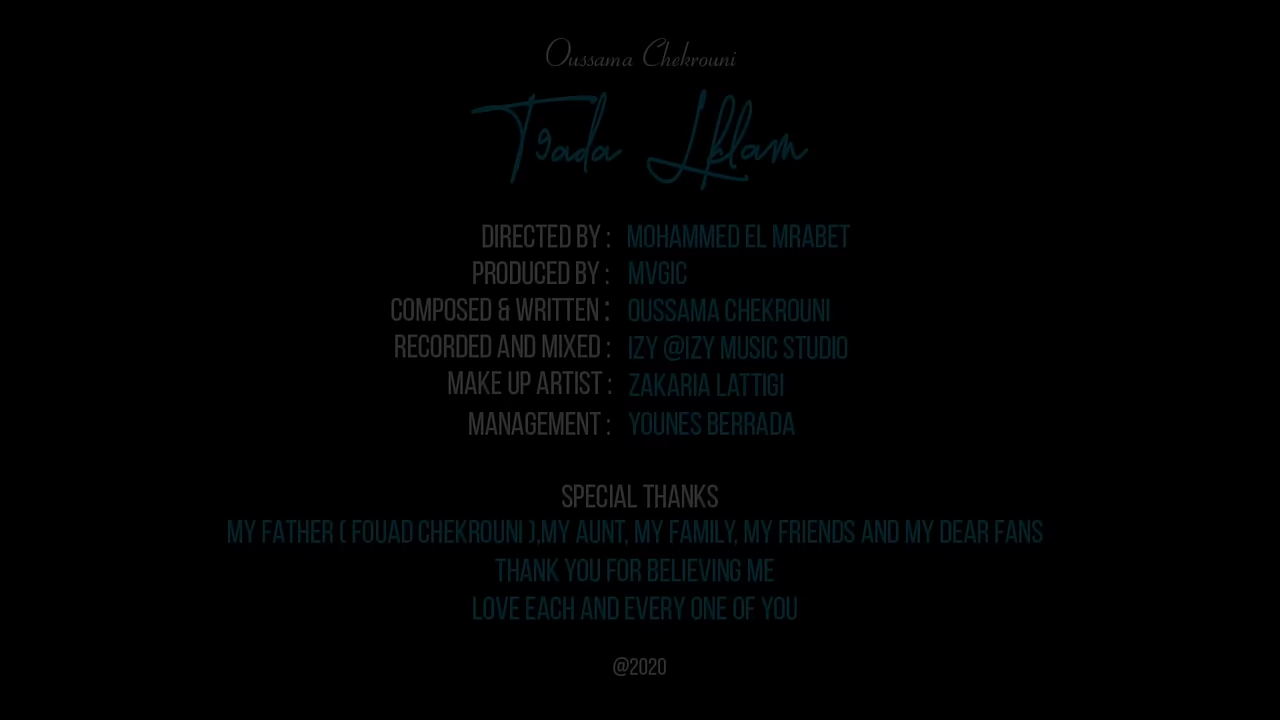 Oussama Chekrouni
T9ada Lklam
DIRECTED BY : MOHAMMED EL MRABET
PRODUCED BY : MVGIC
COMPOSED & WRITTEN : OUSSAMA CHEKROUNI
RECORDED AND MIXED : IZY @IZY MUSIC STUDIO
MAKE UP ARTIST : ZAKARIA LATTIGI
MANAGEMENT : YOUNES BERRADA
SPECIAL THANKS
MY FATHER ( FOUAD CHEKROUNI ),MY AUNT, MY FAMILY, MY FRIENDS AND MY DEAR FANS
THANK YOU FOR BELIEVING ME
LOVE EACH AND EVERY ONE OF YOU
@2020